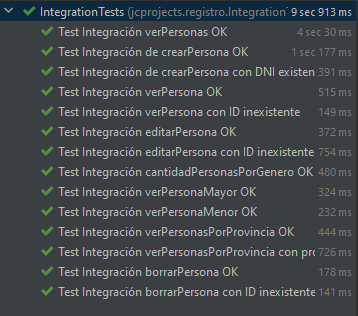 IntegrationTests (jcprojects.registro.Integration 9 sec 913 ms
Test Integración verPersonas OK 4 sec 30 ms
Test Integración de crearPersona OK 1 sec 177 ms
Test Integración de crearPersona con DNI existen 391 ms
Test Integración verPersona OK 515 ms
Test Integración verPersona con ID inexistente 149 ms
Test Integración editarPersona OK 372 ms
Test Integración editarPersona con ID inexistente 754 ms
Test Integración cantidadPersonasPorGenero OK 480 ms
Test Integración verPersonaMayor OK 324 ms
Test Integración verPersonaMenor OK 232 ms
Test Integración verPersonasPorProvincia OK 444 ms
Test Integración verPersonasPorProvincia con pro 726 ms
Test Integración borrarPersona OK 178 ms
Test Integración borrarPersona con ID inexistente 141 ms